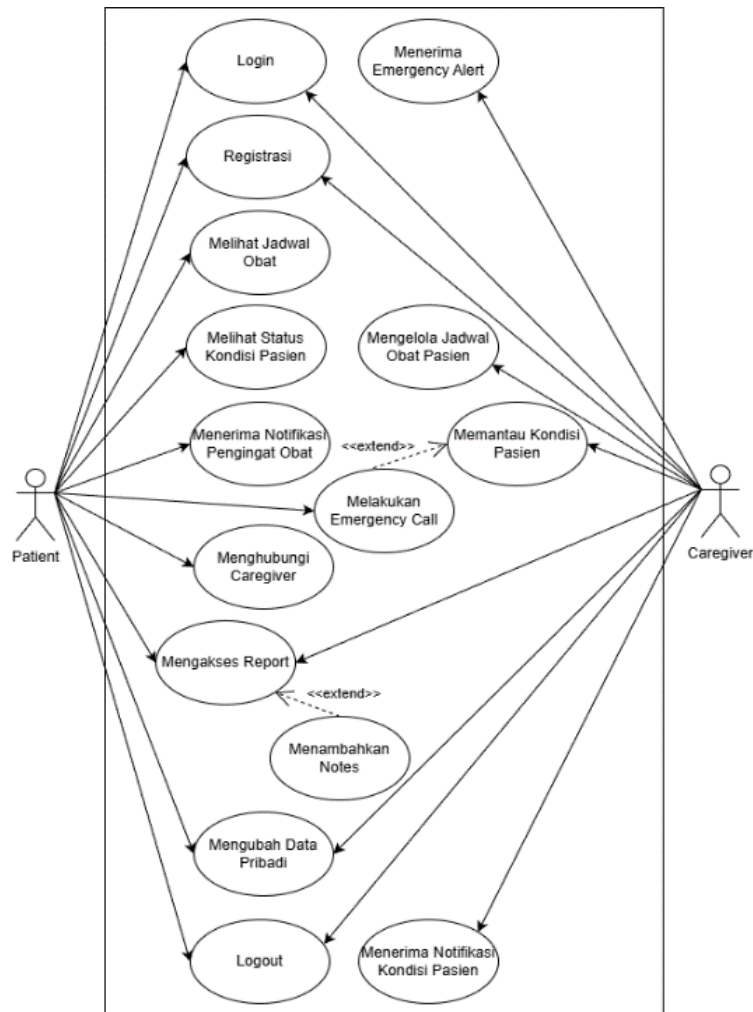 Login
Menerima
Emergency Alert
Registrasi
Melihat Jadwal
Obat
Melihat Status
Kondisi Pasien
Mengelola Jadwal
Obat Pasien
Menerima Notifikasi
Pengingat Obat
<<extend>>
Memantau Kondisi
Pasien
Melakukan
Emergency Call
Patient
Caregiver
Menghubungi
Caregiver
Mengakses Report
<<extend>>
Menambahkan
Notes
Mengubah Data
Pribadi
Logout
Menerima Notifikasi
Kondisi Pasien